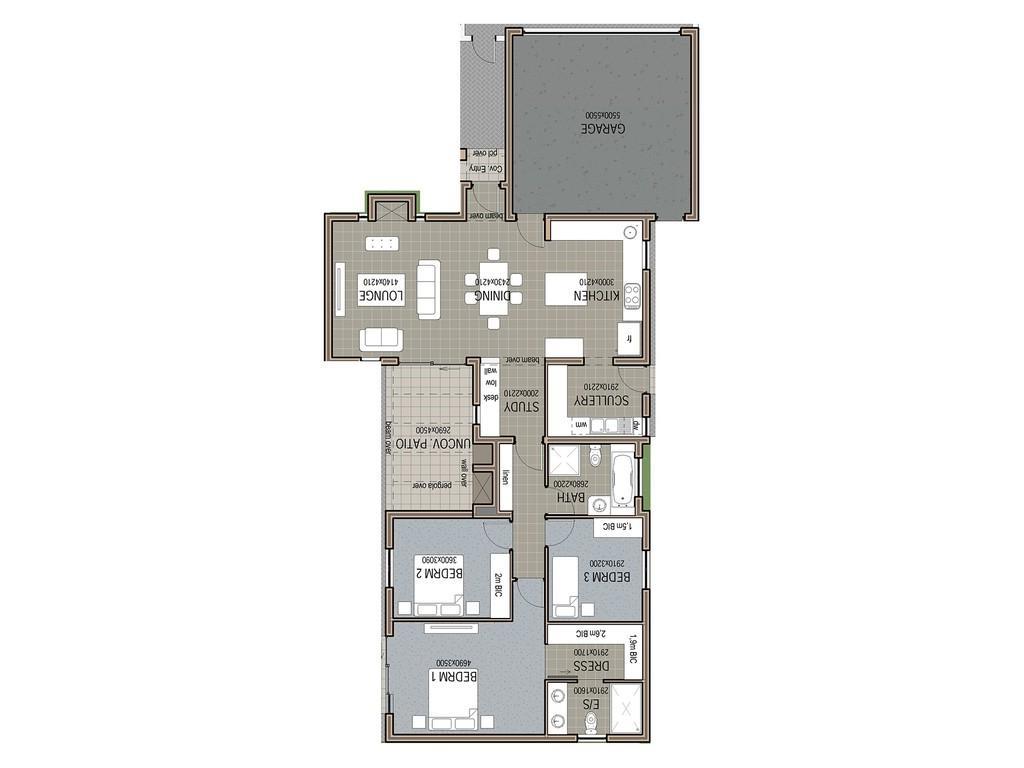 GARAGE
5500x5500
Cov. Entry
pcl over
beam over
LOUNGE
4140x4210
DINING
2430x4210
KITCHEN
3000x4210
fr
beam over
desk low wall
STUDY
2000x2210
SCULLERY
2910x2210
wm
dw
UNCOV. PATIO
2690x4500
beam over
wall over
pergola over
linen
BATH
2680x2200
1,5m BIC
BEDRM 2
3600x3090
2m BIC
BEDRM 3
2910x3200
2,6m BIC
1,9m BIC
DRESS
2910x1700
BEDRM 1
4690x3500
E/S
2910x1600